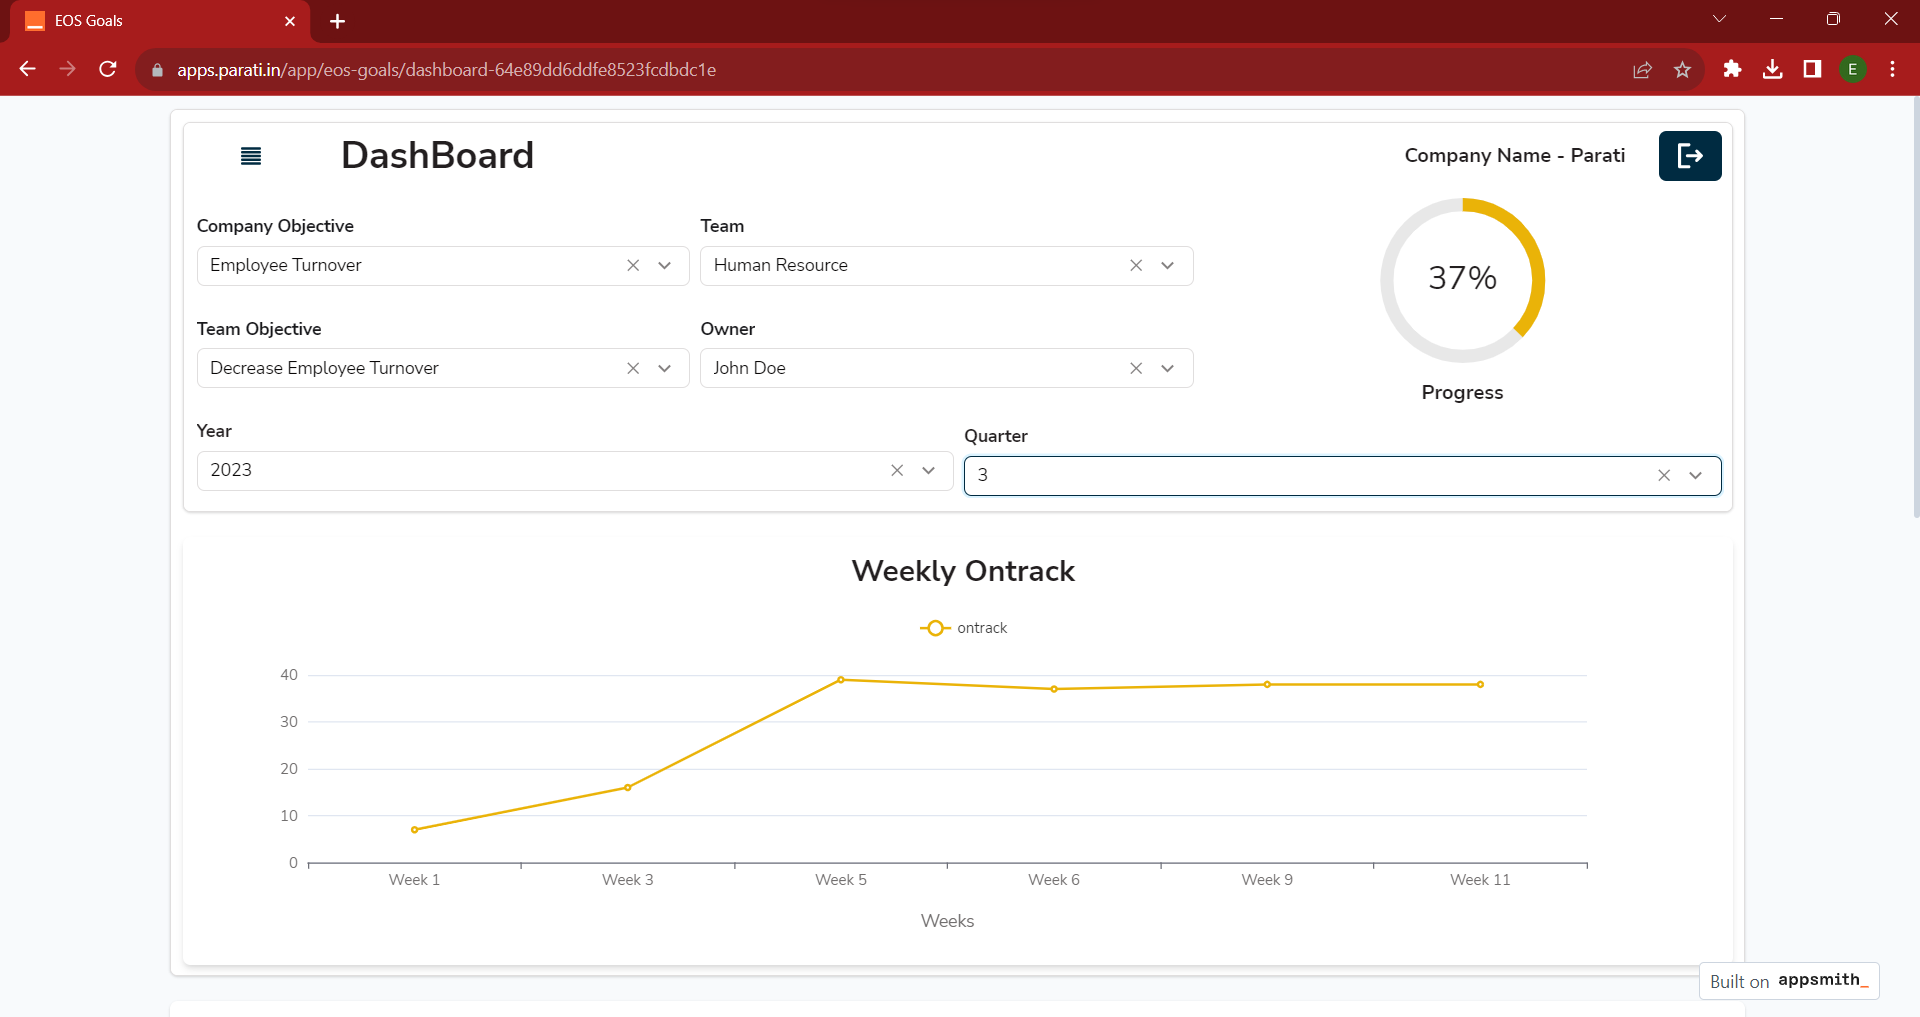 EOS Goals
apps.parati.in/app/eos-goals/dashboard-64e89dd6ddfe8523fcdbdc1e
E
DashBoard
Company Name - Parati
Company Objective
Team
Employee Turnover
Human Resource
37%
Team Objective
Owner
Decrease Employee Turnover
John Doe
Progress
Year
Quarter
2023
3
Weekly Ontrack
ontrack
40
30
20
10
0
Week 1
Week 3
Week 5
Week 6
Week 9
Week 11
Weeks
Built on appsmith_